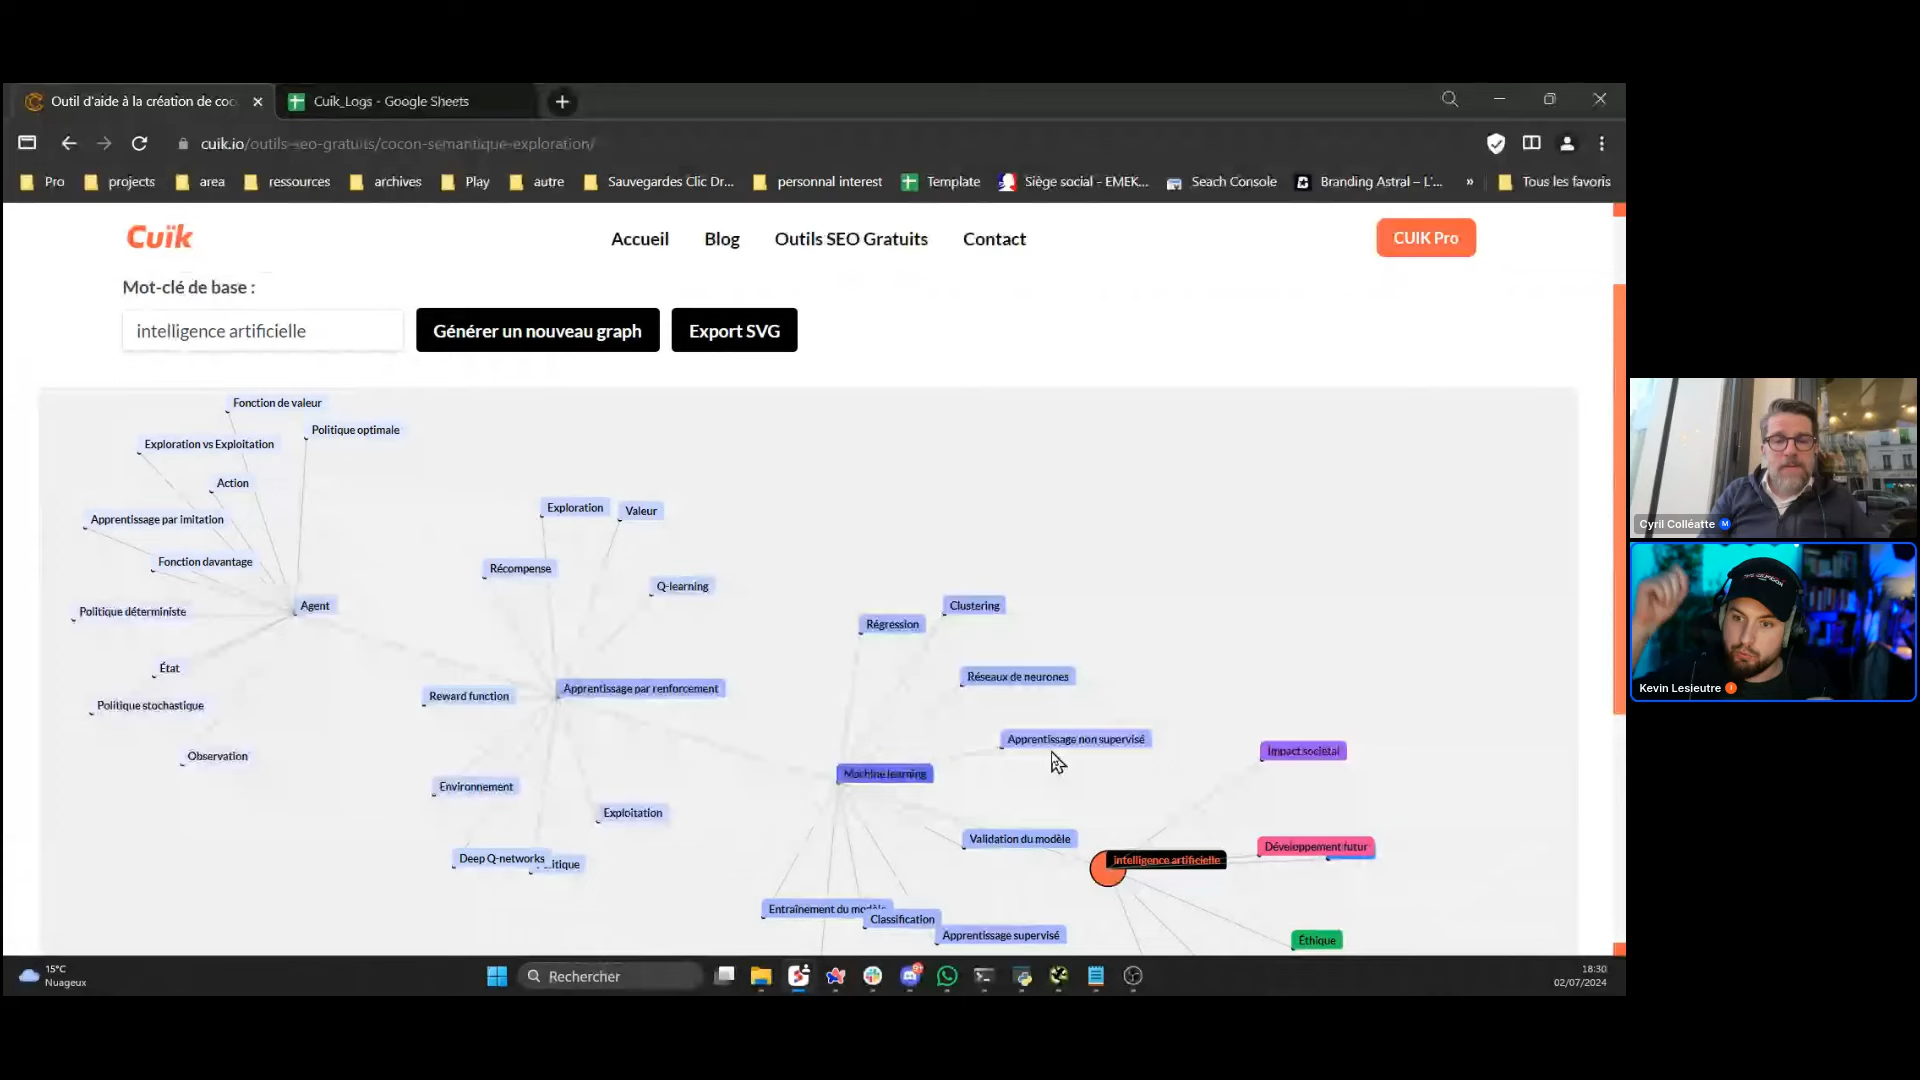 Outil d'aide à la création de coc
Cuik_Logs - Google Sheets
cuik.io/outils-seo-gratuits/cocon-semantique-exploration/
Pro
projects
area
ressources
archives
Play
autre
Sauvegardes Clic Dr...
personnal interest
Template
Siège social - EMEK...
Seach Console
Branding Astral – L'...
»
Tous les favoris
Cuïk
Accueil
Blog
Outils SEO Gratuits
Contact
CUIK Pro
Mot-clé de base :
intelligence artificielle
Générer un nouveau graph
Export SVG
Fonction de valeur
Politique optimale
Exploration vs Exploitation
Action
Apprentissage par imitation
Fonction davantage
Politique déterministe
Agent
État
Politique stochastique
Observation
Exploration
Valeur
Récompense
Q-learning
Reward function
Apprentissage par renforcement
Environnement
Exploitation
Deep Q-networks
itique
Régression
Clustering
Réseaux de neurones
Apprentissage non supervisé
Machine learning
Validation du modèle
Entraînement du modèle
Classification
Apprentissage supervisé
Impact sociétal
Développement futur
intelligence artificielle
Éthique
Cyril Colléatte
Kevin Lesieutre
15°C
Nuageux
Rechercher
18:30
02/07/2024